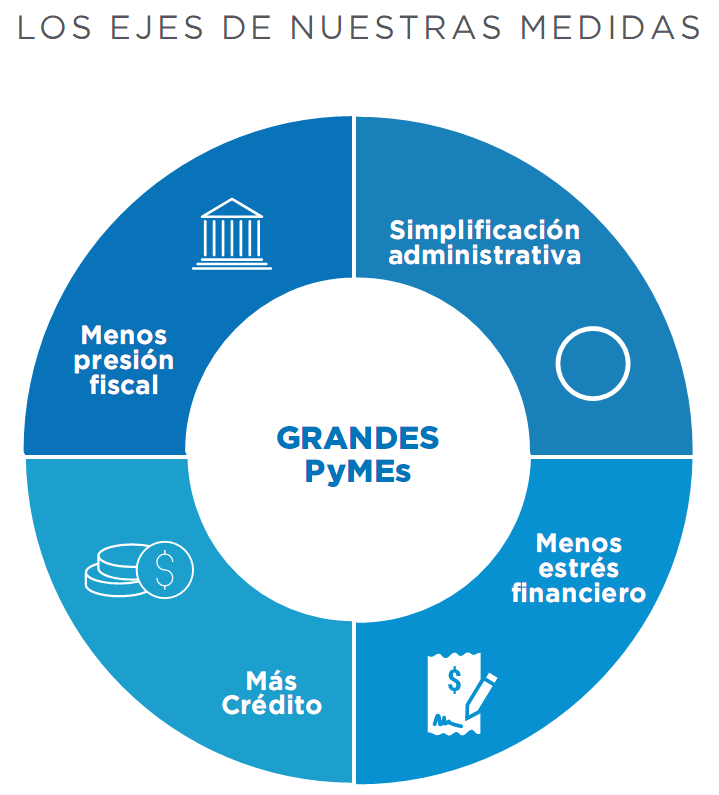 LOS EJES DE NUESTRAS MEDIDAS
Simplificación
administrativa
Menos
presión
fiscal
GRANDES
PyMEs
Menos
estrés
financiero
$
$
Más
Crédito